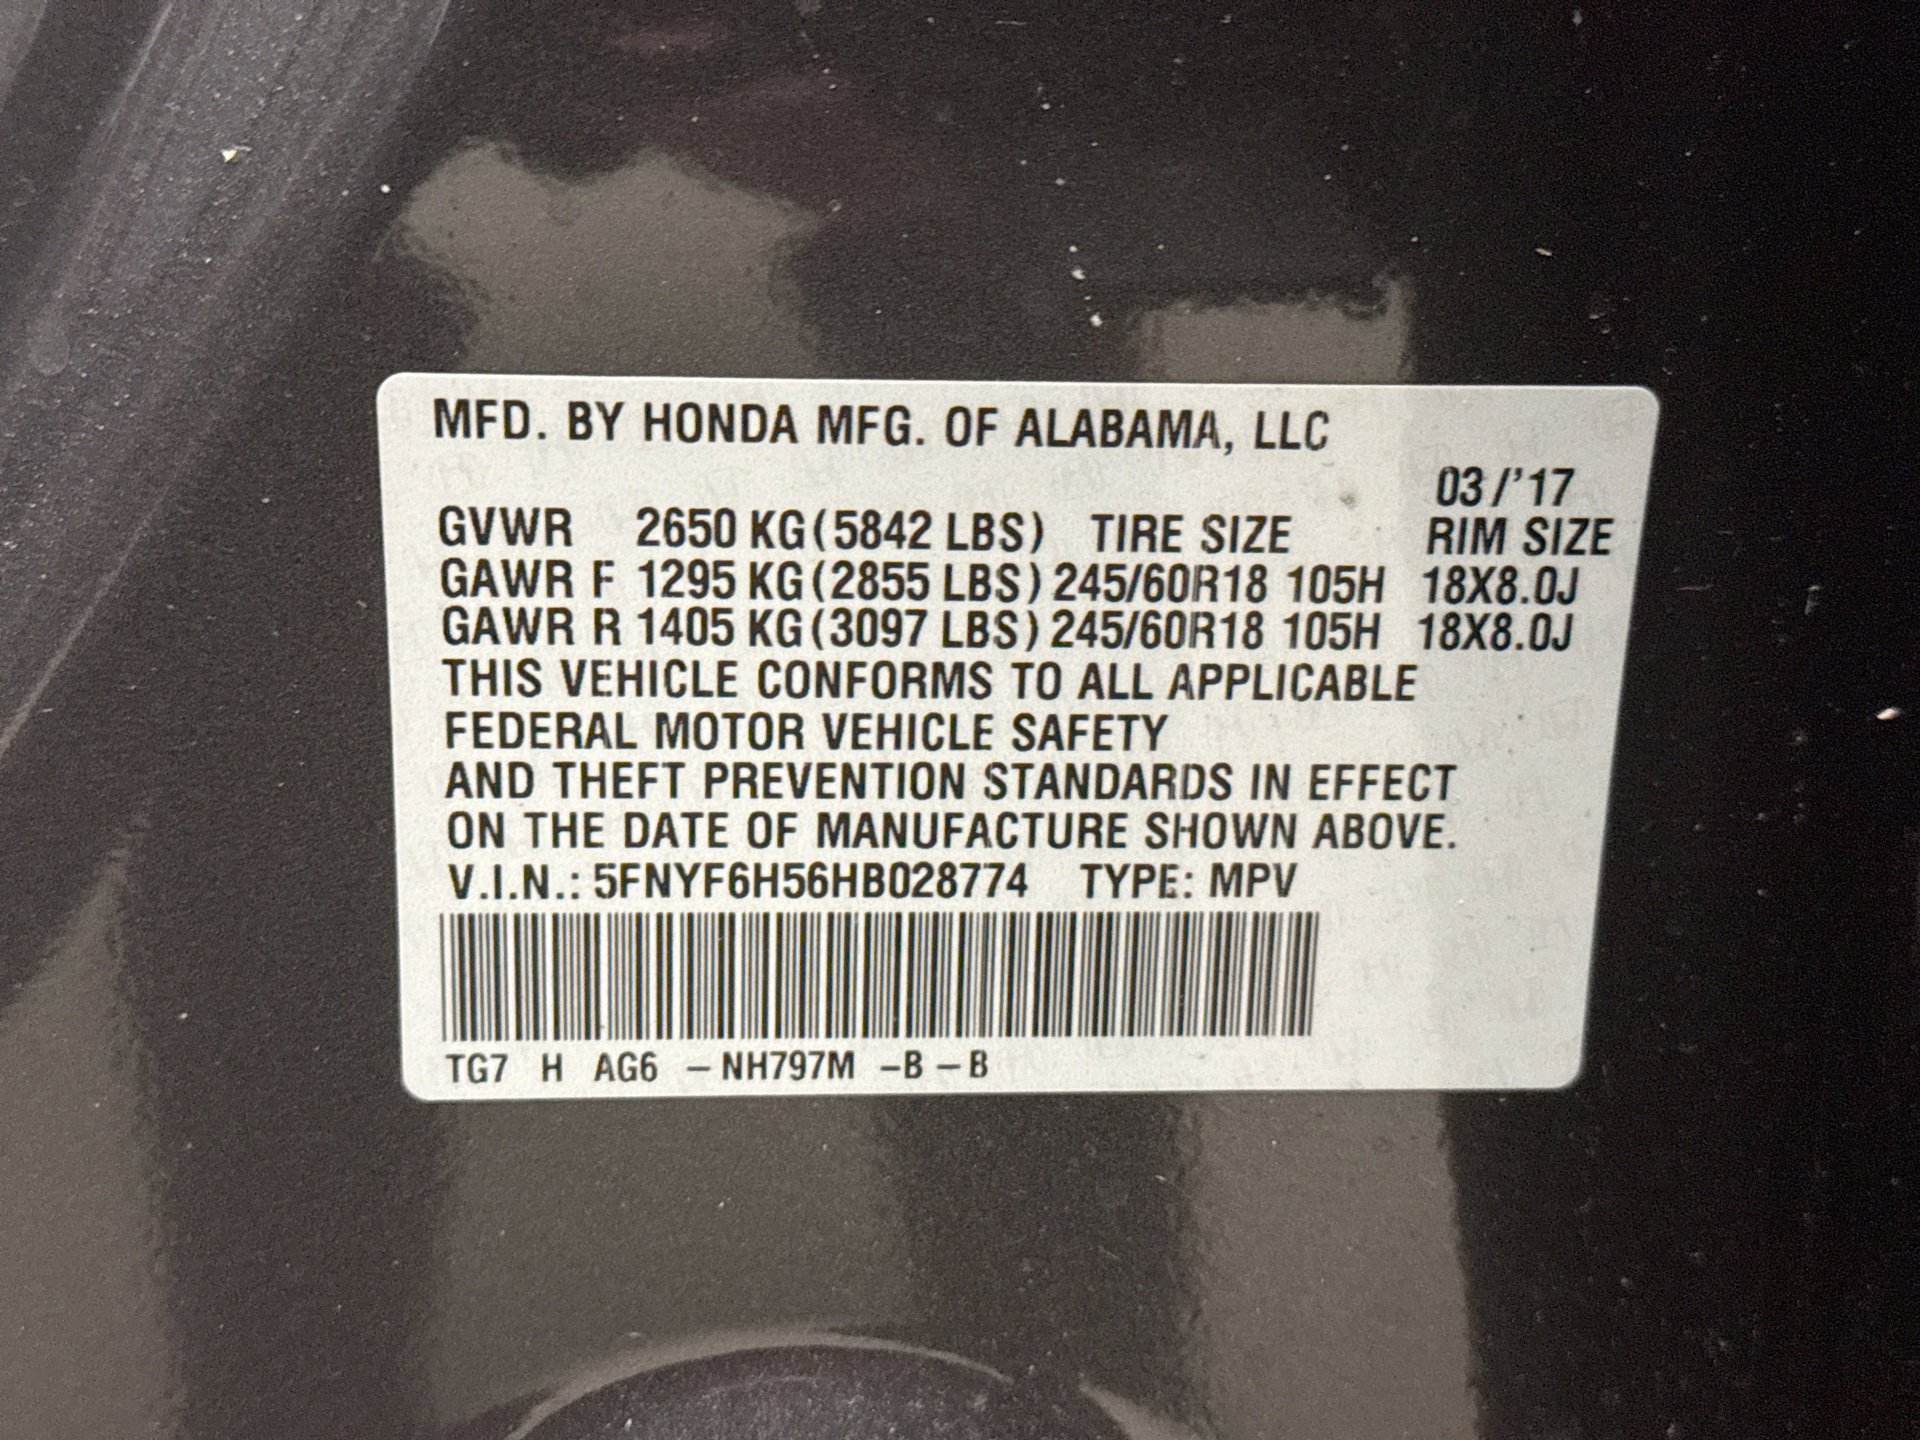 MFD. BY HONDA MFG. OF ALABAMA, LLC
03/'17
GVWR 2650 KG (5842 LBS) TIRE SIZE RIM SIZE
GAWR F 1295 KG (2855 LBS) 245/60R18 105H 18X8.0J
GAWR R 1405 KG (3097 LBS) 245/60R18 105H 18X8.0J
THIS VEHICLE CONFORMS TO ALL APPLICABLE
FEDERAL MOTOR VEHICLE SAFETY
AND THEFT PREVENTION STANDARDS IN EFFECT
ON THE DATE OF MANUFACTURE SHOWN ABOVE.
V.I.N.: 5FNYF6H56HB028774 TYPE: MPV
TG7 H AG6 –NH797M –B – B